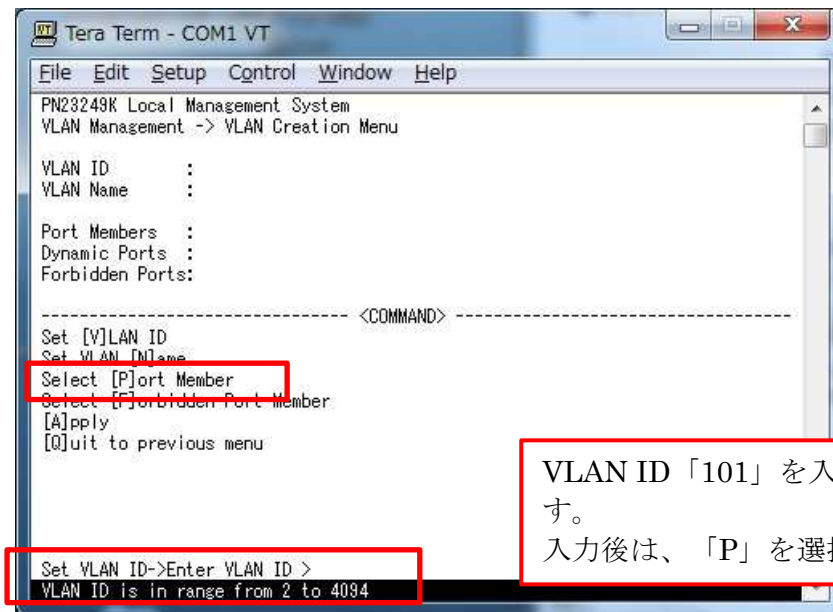 Tera Term - COM1 VT
File Edit Setup Control Window Help
PN23249K Local Management System
VLAN Management -> VLAN Creation Menu
VLAN ID :
VLAN Name :
Port Members :
Dynamic Ports :
Forbidden Ports:
-------------------------------- <COMMAND> -----------------------------------
Set [V]LAN ID
Set VLAN [N]ame
Select [P]ort Member
Select [F]orbidden Port Member
[A]pply
[Q]uit to previous menu
VLAN ID「101」を入
す。
入力後は、「P」を選
Set VLAN ID->Enter VLAN ID >
VLAN ID is in range from 2 to 4094